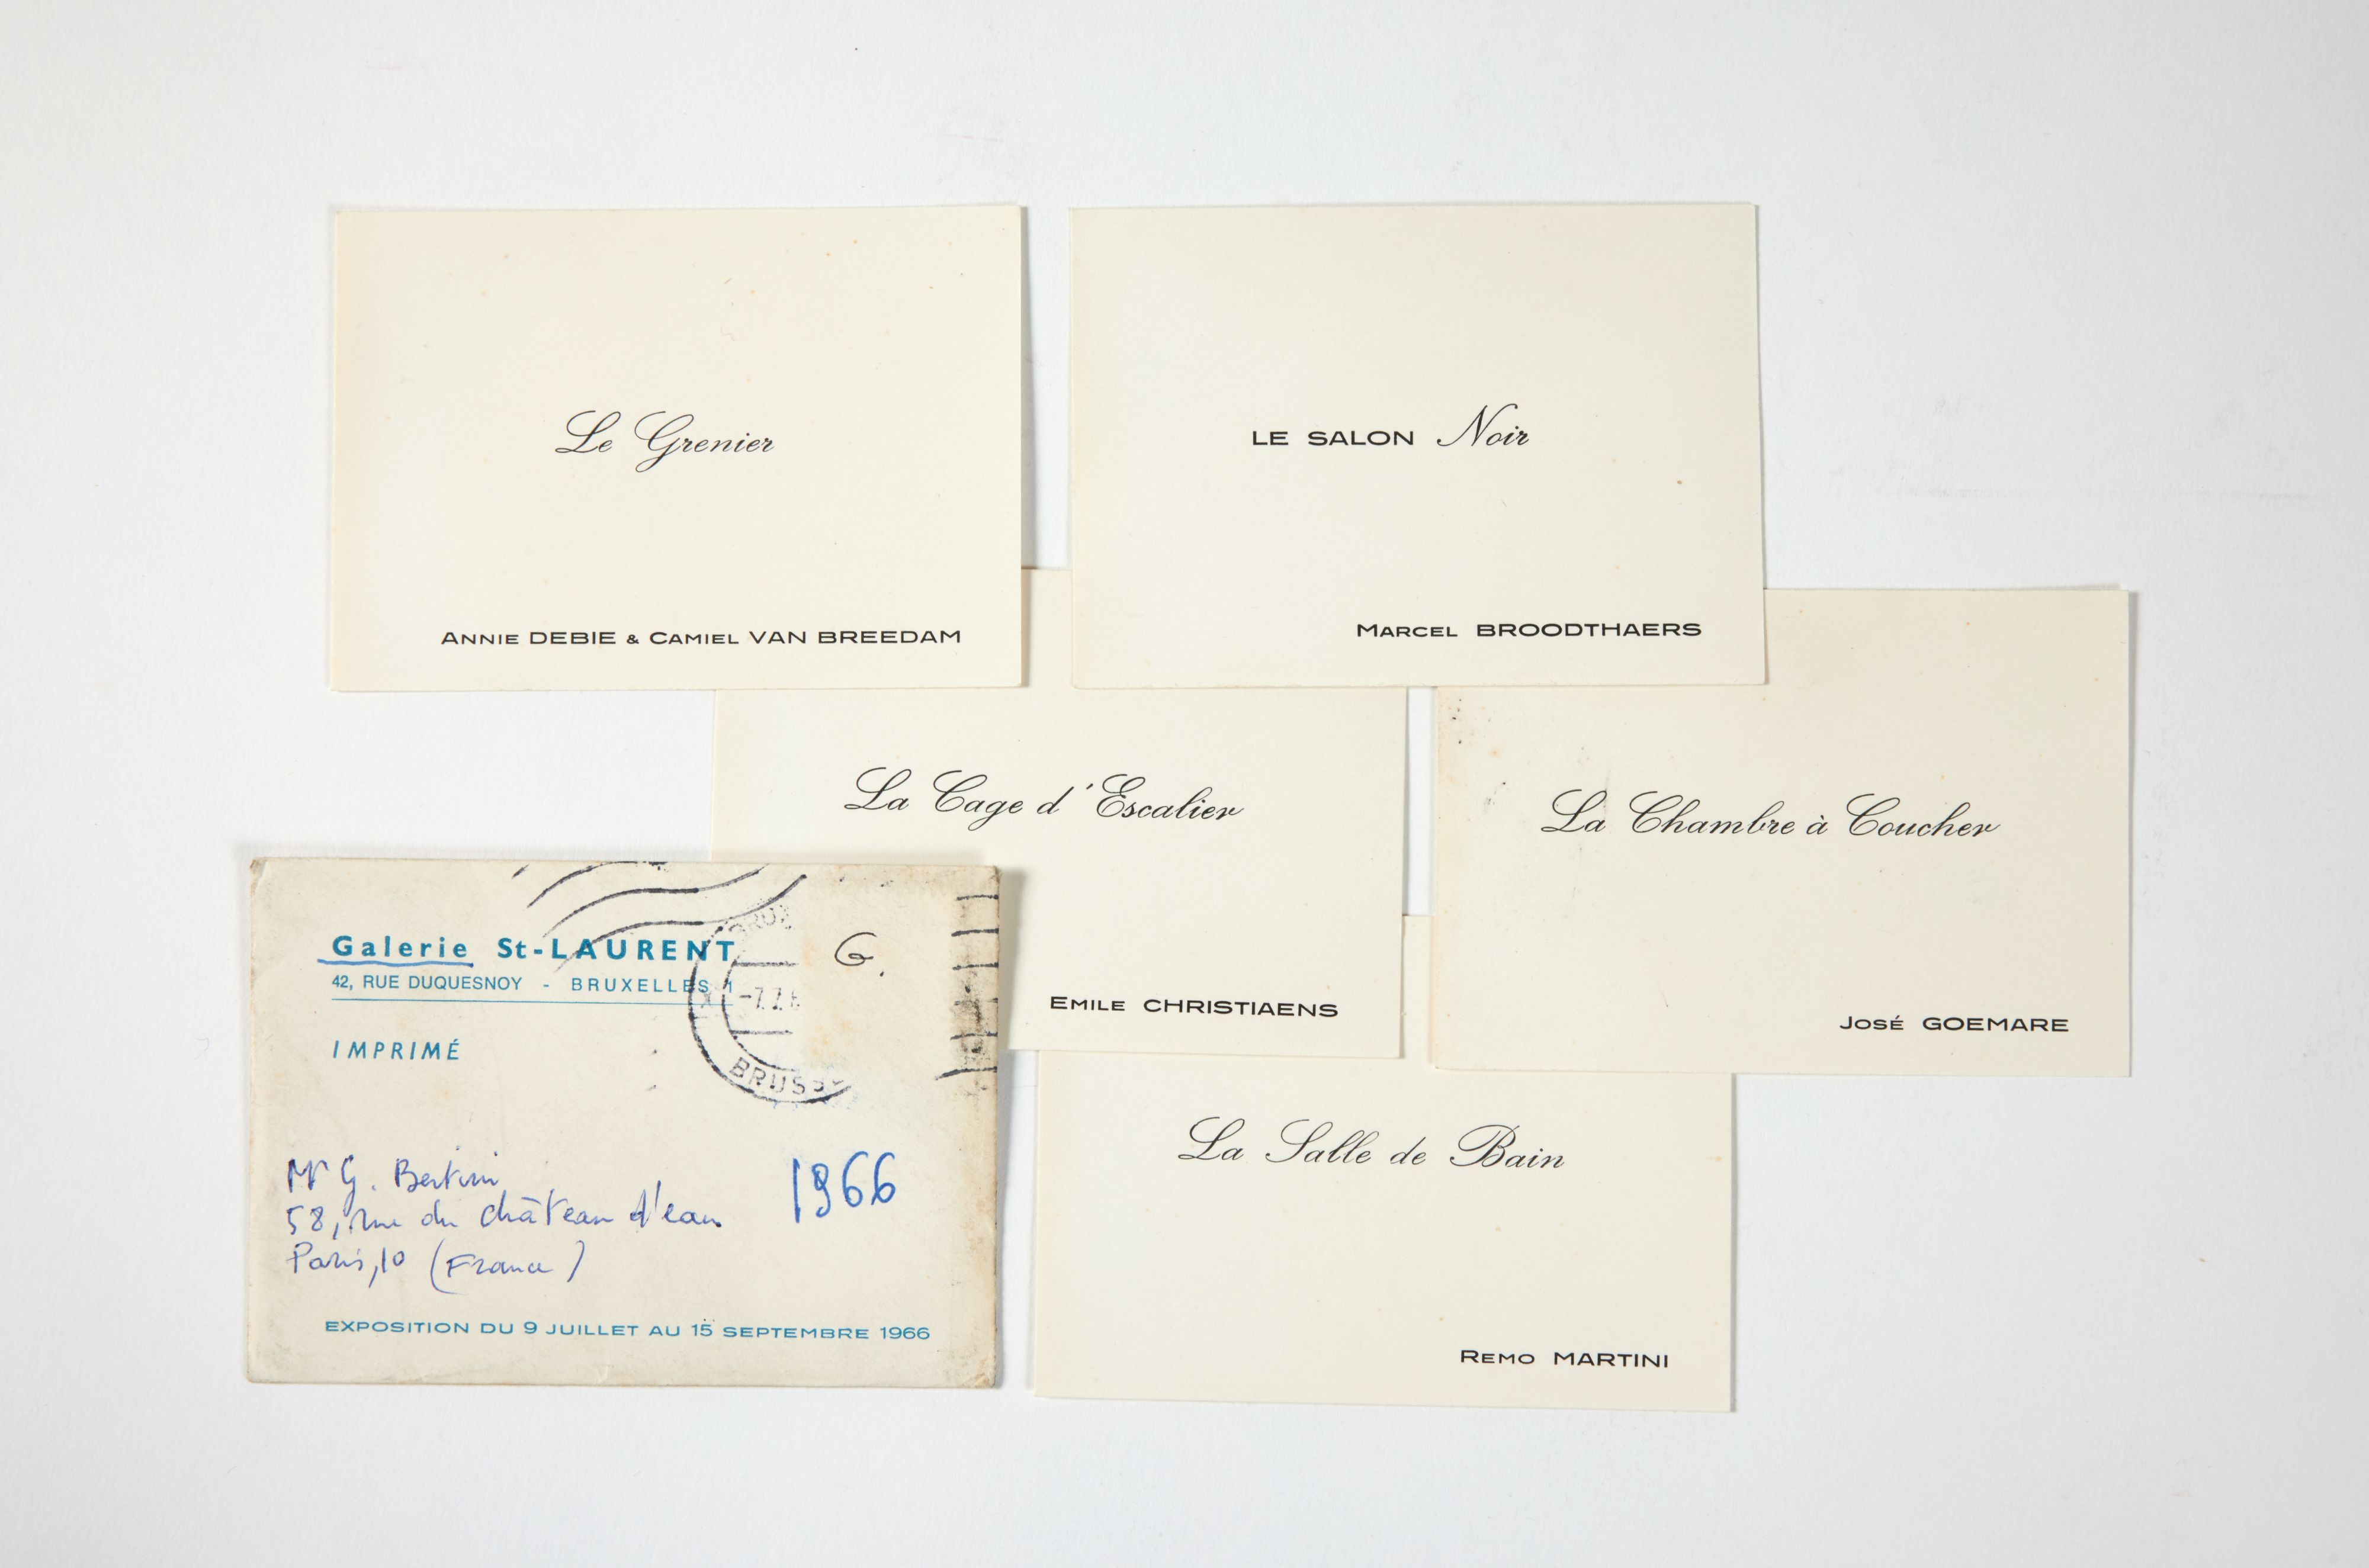 Le Grenier
ANNIE DEBIE & CAMIEL VAN BREEDAM
LE SALON Noir
MARCEL BROODTHAERS
La Cage d'Escalier
EMILE CHRISTIAENS
La Chambre à Coucher
JOSÉ GOEMARE
La Salle de Bain
REMO MARTINI
Galerie St-LAURENT
42, RUE DUQUESNOY - BRUXELLES 1
IMPRIMÉ
G.
Mr G. Bertini
58, rue du château d'eau
Paris, 10 (France)
1966
EXPOSITION DU 9 JUILLET AU 15 SEPTEMBRE 1966